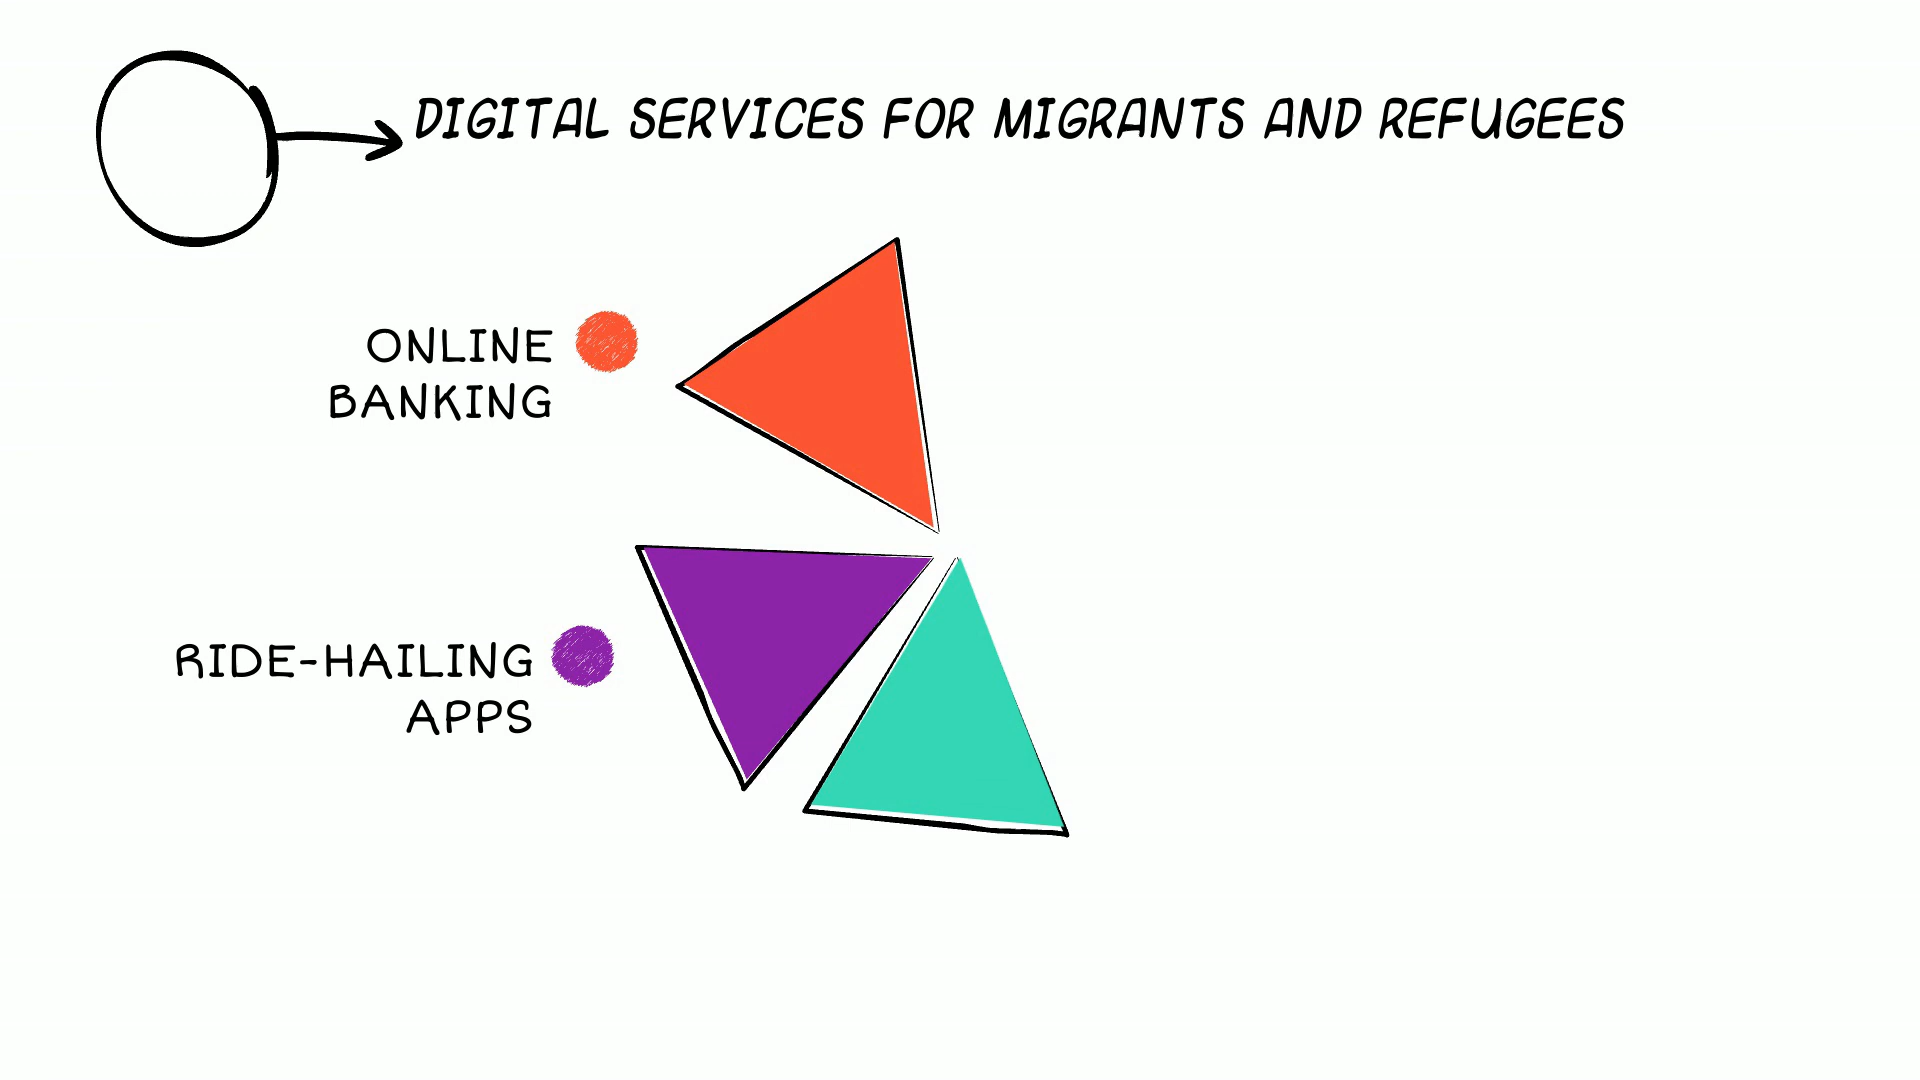 DIGITAL SERVICES FOR MIGRANTS AND REFUGEES
ONLINE
BANKING
RIDE-HAILING
APPS